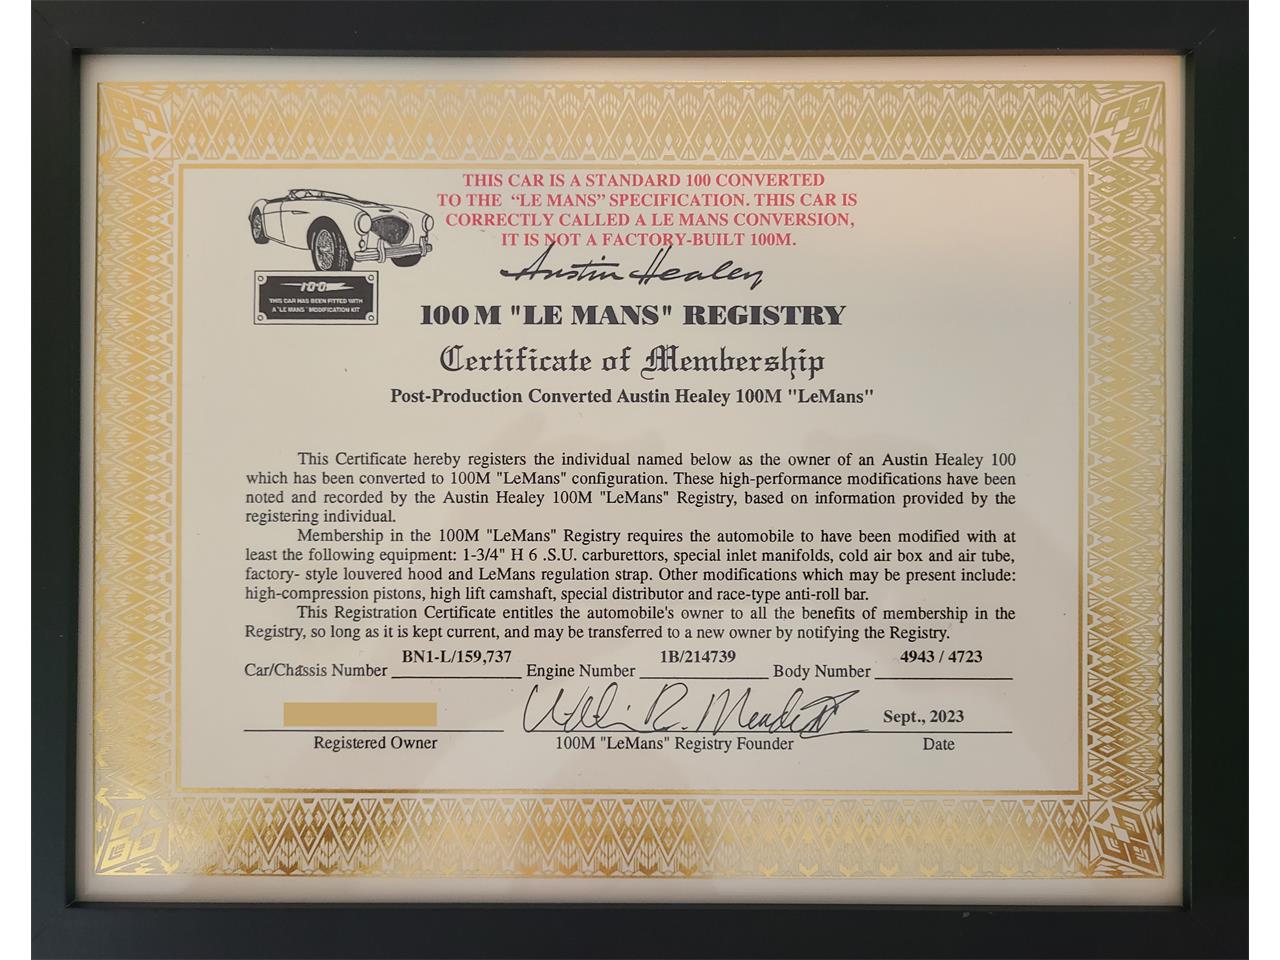 THIS CAR IS A STANDARD 100 CONVERTED
TO THE "LE MANS" SPECIFICATION. THIS CAR IS
CORRECTLY CALLED A LE MANS CONVERSION,
IT IS NOT A FACTORY-BUILT 100M.
Austin Healey
100
THIS CAR HAS BEEN FITTED WITH
A "LE MANS" MODIFICATION KIT
100 M "LE MANS" REGISTRY
Certificate of Membership
Post-Production Converted Austin Healey 100M "LeMans"
This Certificate hereby registers the individual named below as the owner of an Austin Healey 100
which has been converted to 100M "LeMans" configuration. These high-performance modifications have been
noted and recorded by the Austin Healey 100M "LeMans" Registry, based on information provided by the
registering individual.
Membership in the 100M "LeMans" Registry requires the automobile to have been modified with at
least the following equipment: 1-3/4" H 6 .S.U. carburettors, special inlet manifolds, cold air box and air tube,
factory- style louvered hood and LeMans regulation strap. Other modifications which may be present include:
high-compression pistons, high lift camshaft, special distributor and race-type anti-roll bar.
This Registration Certificate entitles the automobile's owner to all the benefits of membership in the
Registry, so long as it is kept current, and may be transferred to a new owner by notifying the Registry.
Car/Chassis Number BN1-L/159,737 Engine Number 1B/214739 Body Number 4943 / 4723
Sept., 2023
Registered Owner 100M "LeMans" Registry Founder Date